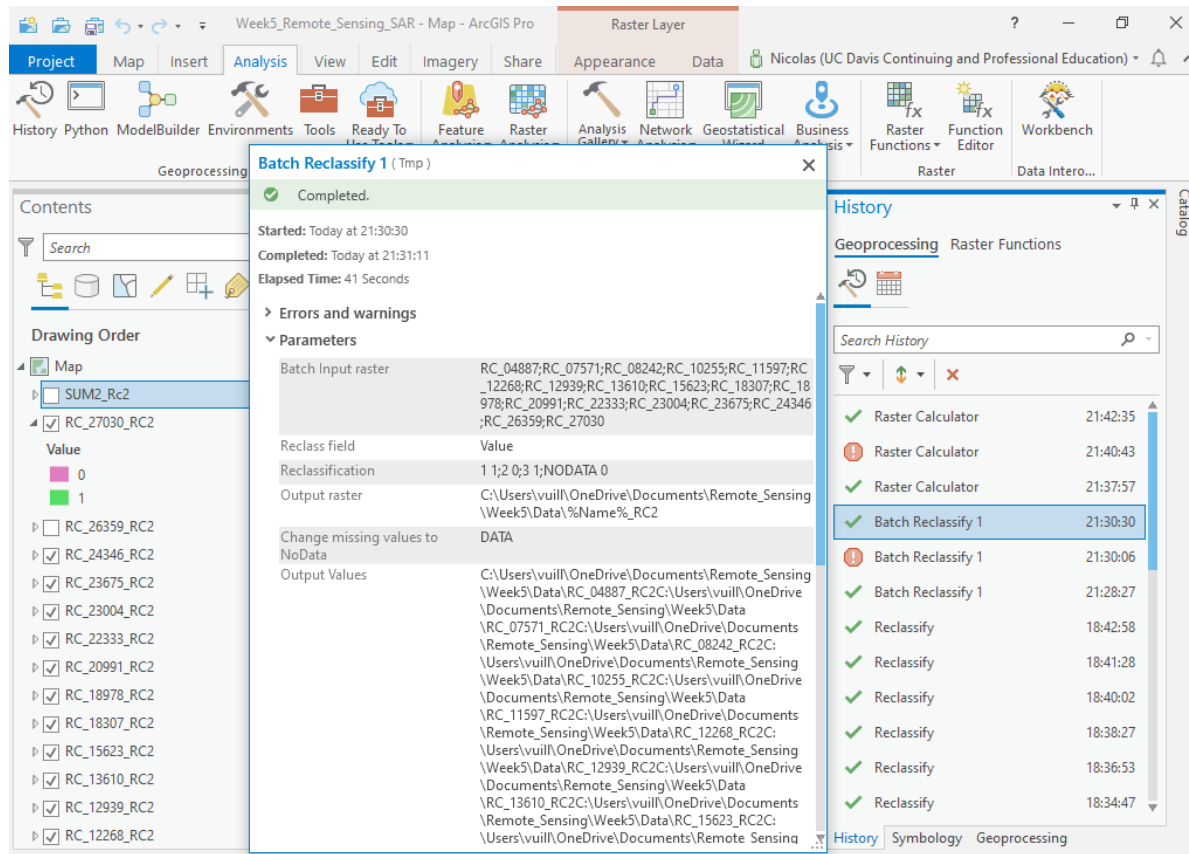 Week5_Remote_Sensing_SAR - Map - ArcGIS Pro
Raster Layer
?
Project Map Insert Analysis View Edit Imagery Share Appearance Data
Nicolas (UC Davis Continuing and Professional Education)
History Python ModelBuilder Environments Tools Ready To Feature Raster Analysis Network Geostatistical Business Raster Function Workbench
Functions Editor
Geoprocessing
Raster
Data Intero...
Batch Reclassify 1 (Tmp)
Completed.
Started: Today at 21:30:30
Completed: Today at 21:31:11
Elapsed Time: 41 Seconds
Errors and warnings
Parameters
Batch Input raster
RC_04887;RC_07571;RC_08242;RC_10255;RC_11597;RC
_12268;RC_12939;RC_13610;RC_15623;RC_18307;RC_18
978;RC_20991;RC_22333;RC_23004;RC_23675;RC_24346
;RC_26359;RC_27030
Reclass field
Value
Reclassification
1 1;2 0;3 1;NODATA 0
Output raster
C:\Users\vuill\OneDrive\Documents\Remote_Sensing
\Week5\Data\%Name%_RC2
Change missing values to
NoData
DATA
Output Values
C:\Users\vuill\OneDrive\Documents\Remote_Sensing
\Week5\Data\RC_04887_RC2C:\Users\vuill\OneDrive
\Documents\Remote_Sensing\Week5\Data
\RC_07571_RC2C:\Users\vuill\OneDrive\Documents
\Remote_Sensing\Week5\Data\RC_08242_RC2C:
\Users\vuill\OneDrive\Documents\Remote_Sensing
\Week5\Data\RC_10255_RC2C:\Users\vuill\OneDrive
\Documents\Remote_Sensing\Week5\Data
\RC_11597_RC2C:\Users\vuill\OneDrive\Documents
\Remote_Sensing\Week5\Data\RC_12268_RC2C:
\Users\vuill\OneDrive\Documents\Remote_Sensing
\Week5\Data\RC_12939_RC2C:\Users\vuill\OneDrive
\Documents\Remote_Sensing\Week5\Data
\RC_13610_RC2C:\Users\vuill\OneDrive\Documents
\Remote_Sensing\Week5\Data\RC_15623_RC2C:
\Users\vuill\OneDrive\Documents\Remote Sensing
Contents
Search
Drawing Order
Map
SUM2_Rc2
RC_27030_RC2
Value
0
1
RC_26359_RC2
RC_24346_RC2
RC_23675_RC2
RC_23004_RC2
RC_22333_RC2
RC_20991_RC2
RC_18978_RC2
RC_18307_RC2
RC_15623_RC2
RC_13610_RC2
RC_12939_RC2
RC_12268_RC2
History
Geoprocessing Raster Functions
Search History
Raster Calculator 21:42:35
Raster Calculator 21:40:43
Raster Calculator 21:37:57
Batch Reclassify 1 21:30:30
Batch Reclassify 1 21:30:06
Batch Reclassify 1 21:28:27
Reclassify 18:42:58
Reclassify 18:41:28
Reclassify 18:40:02
Reclassify 18:38:27
Reclassify 18:36:53
Reclassify 18:34:47
History Symbology Geoprocessing
Catalog